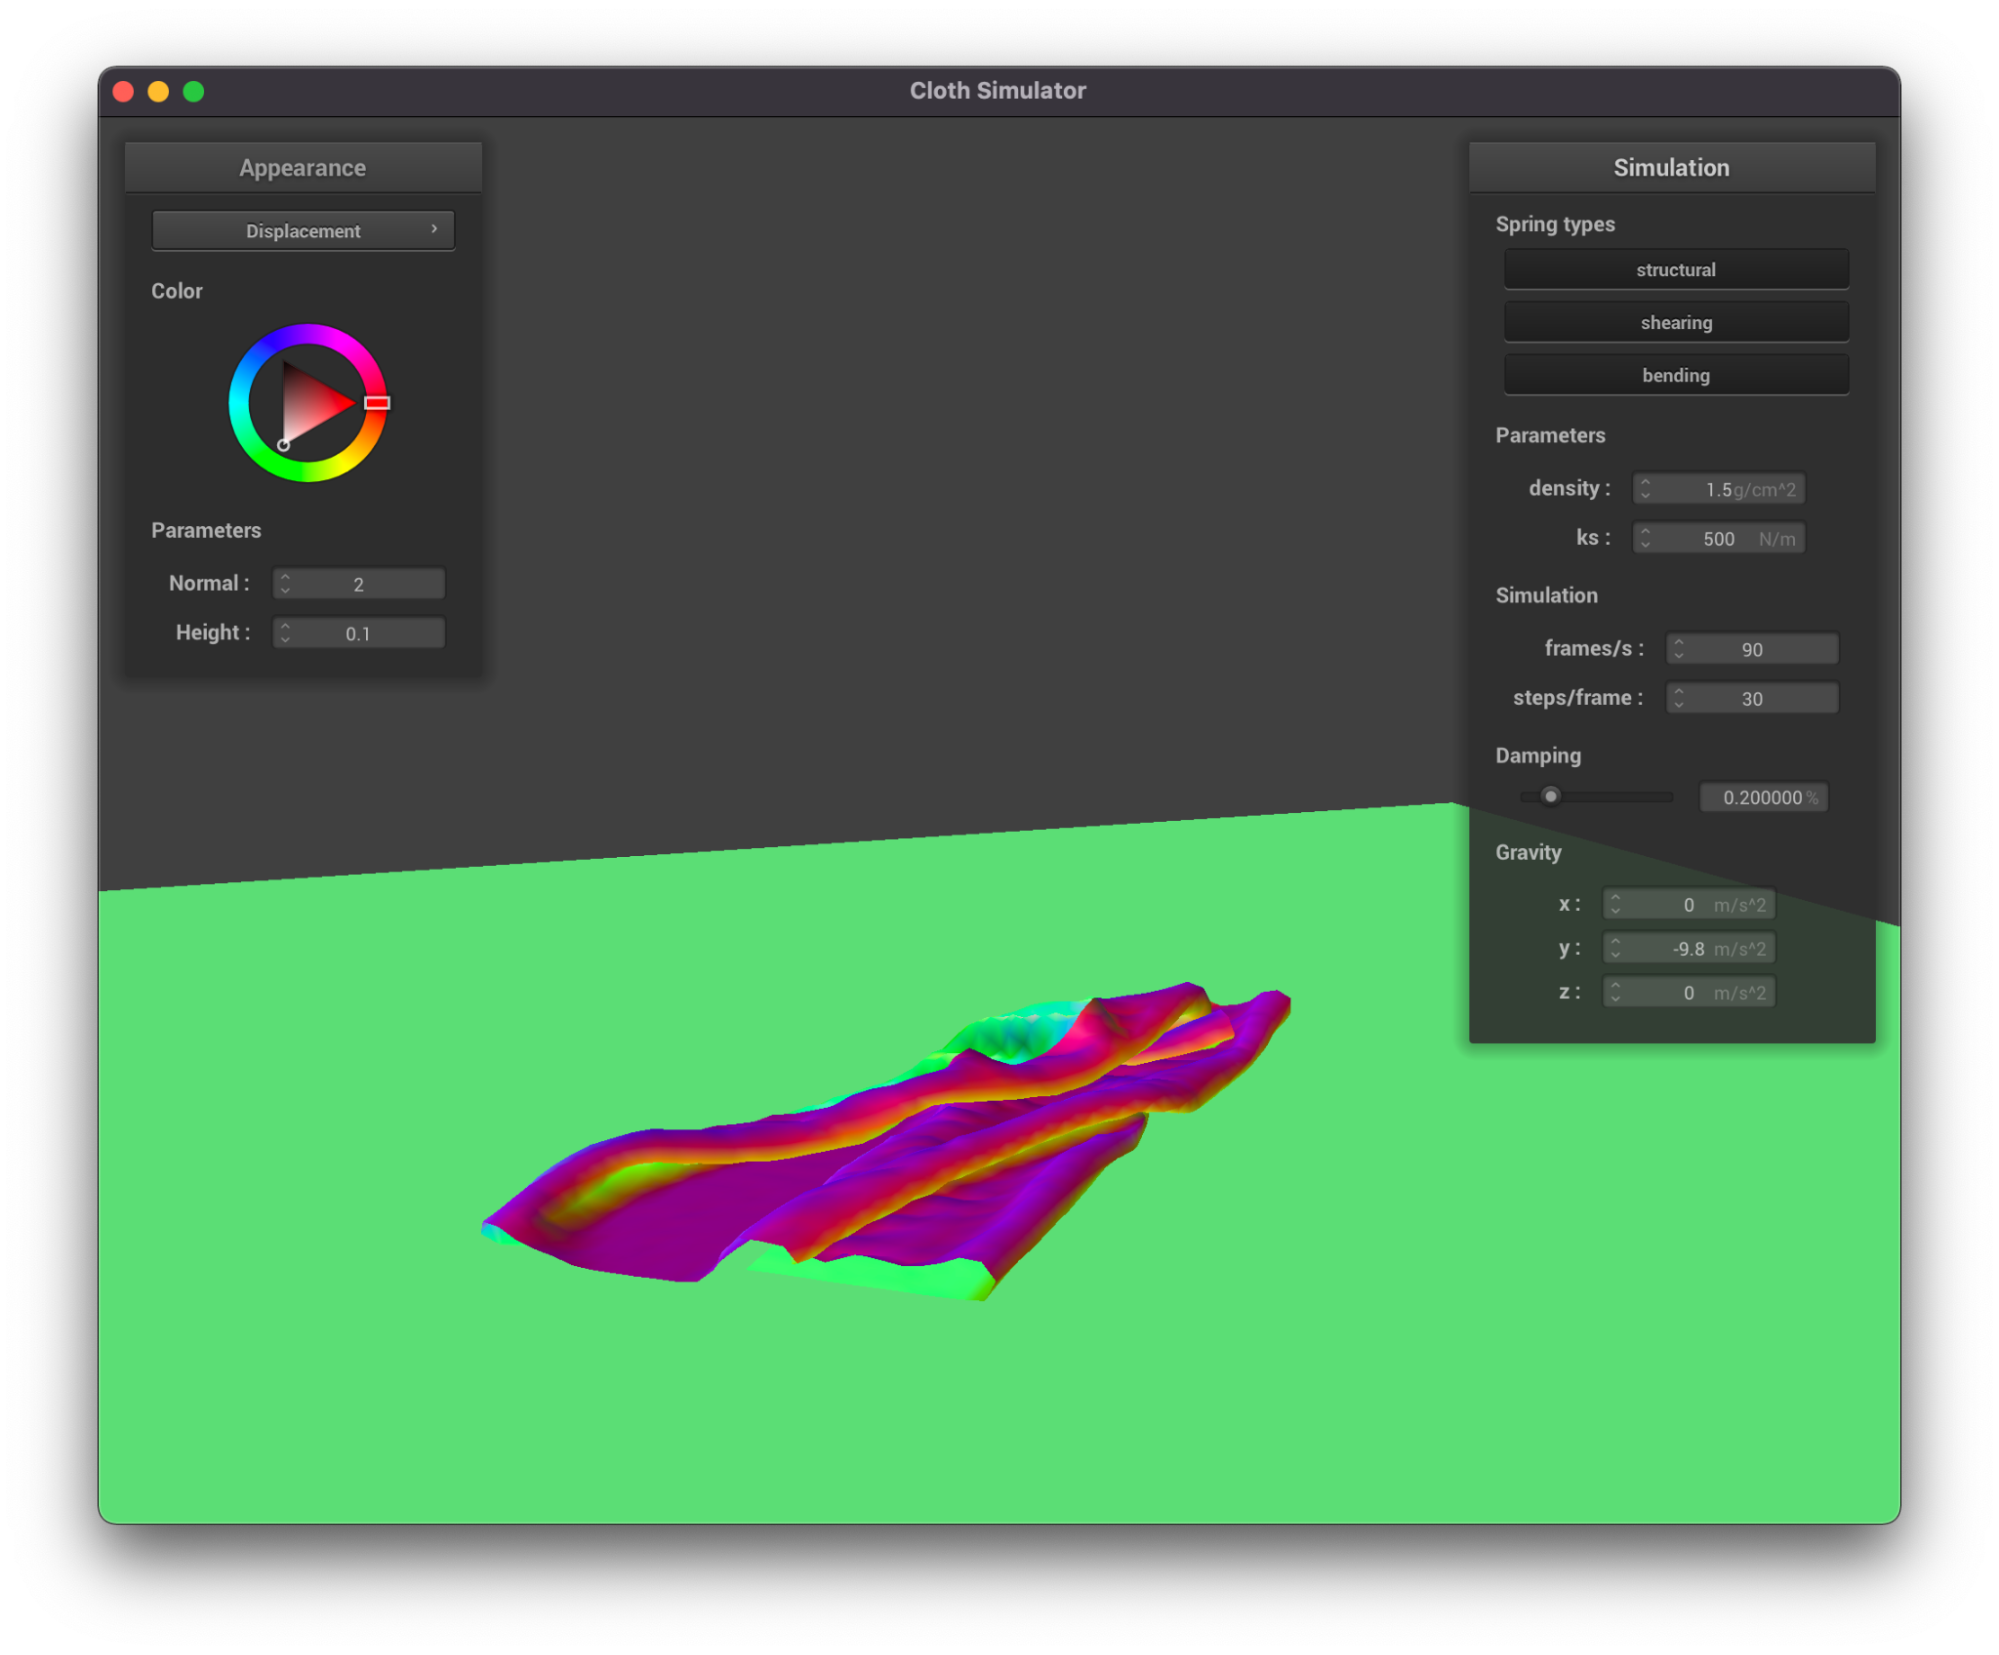 Cloth Simulator
Appearance
Displacement
Color
Parameters
Normal : 2
Height : 0.1
Simulation
Spring types
structural
shearing
bending
Parameters
density : 1.5 g/cm^2
ks : 500 N/m
Simulation
frames/s : 90
steps/frame : 30
Damping
0.200000 %
Gravity
x : 0 m/s^2
y : -9.8 m/s^2
z : 0 m/s^2